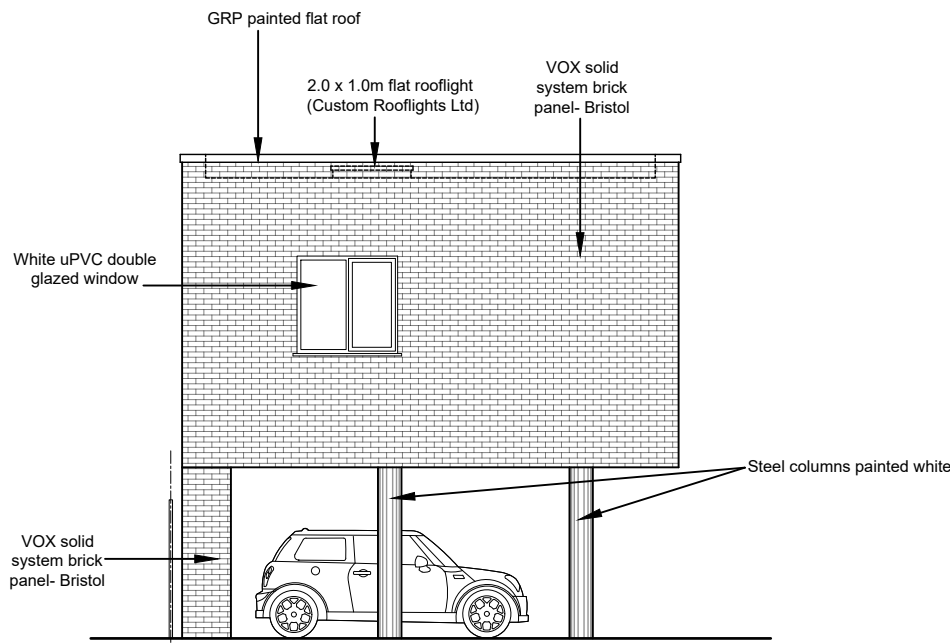 GRP painted flat roof
2.0 x 1.0m flat rooflight
(Custom Rooflights Ltd)
VOX solid
system brick
panel- Bristol
White uPVC double
glazed window
Steel columns painted white
VOX solid
system brick
panel- Bristol